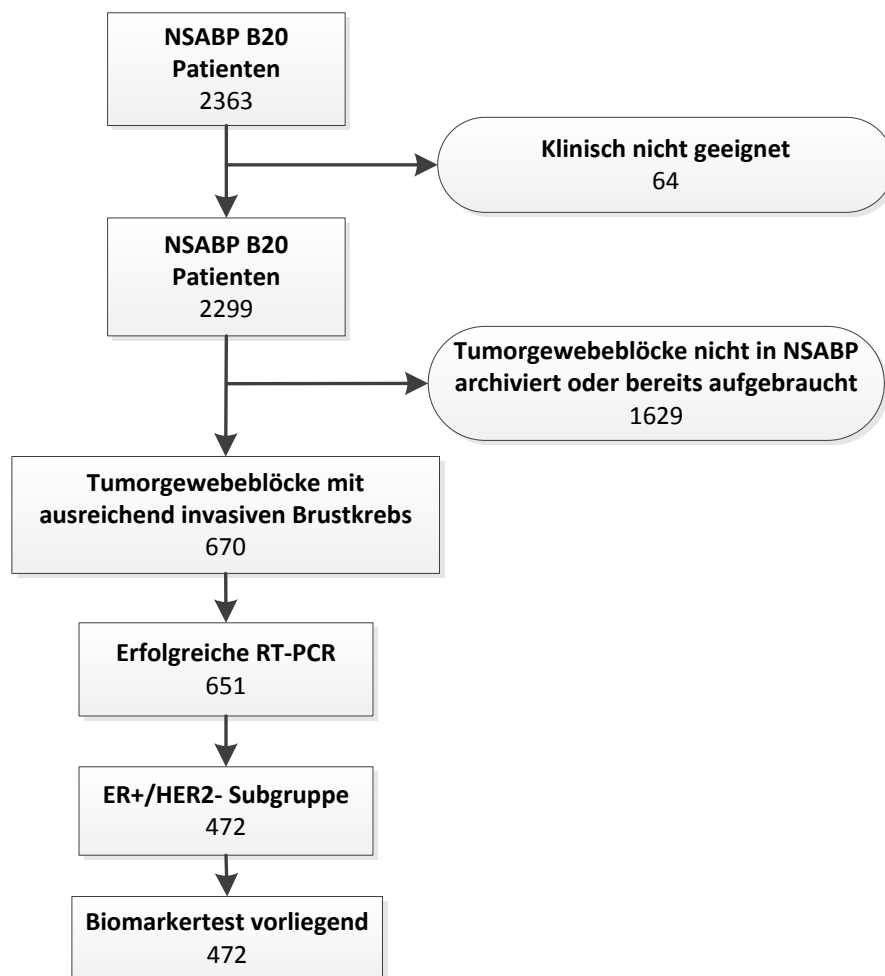 NSABP B20
Patienten
2363
Klinisch nicht geeignet
64
NSABP B20
Patienten
2299
Tumorgewebeblöcke nicht in NSABP
archiviert oder bereits aufgebraucht
1629
Tumorgewebeblöcke mit
ausreichend invasiven Brustkrebs
670
Erfolgreiche RT-PCR
651
ER+/HER2- Subgruppe
472
Biomarkertest vorliegend
472